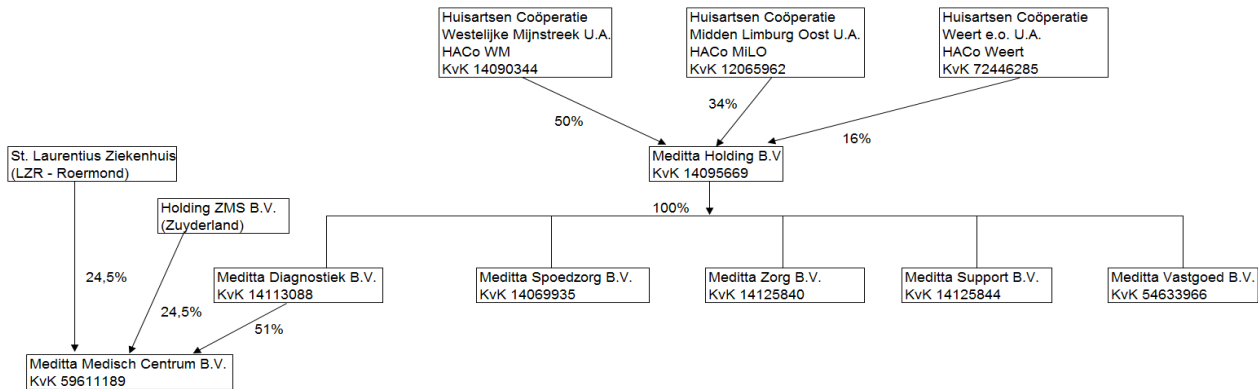 Huisartsen Coöperatie
Westelijke Mijnstreek U.A.
HACo WM
KvK 14090344
Huisartsen Coöperatie
Midden Limburg Oost U.A.
HACo MiLO
KvK 12065962
Huisartsen Coöperatie
Weert e.o. U.A.
HACo Weert
KvK 72446285
50%
34%
16%
St. Laurentius Ziekenhuis
(LZR - Roermond)
Meditta Holding B.V
KvK 14095669
Holding ZMS B.V.
(Zuyderland)
100%
Meditta Diagnostiek B.V.
KvK 14113088
Meditta Spoedzorg B.V.
KvK 14069935
Meditta Zorg B.V.
KvK 14125840
Meditta Support B.V.
KvK 14125844
Meditta Vastgoed B.V.
KvK 54633966
24,5%
24,5%
51%
Meditta Medisch Centrum B.V.
KvK 59611189